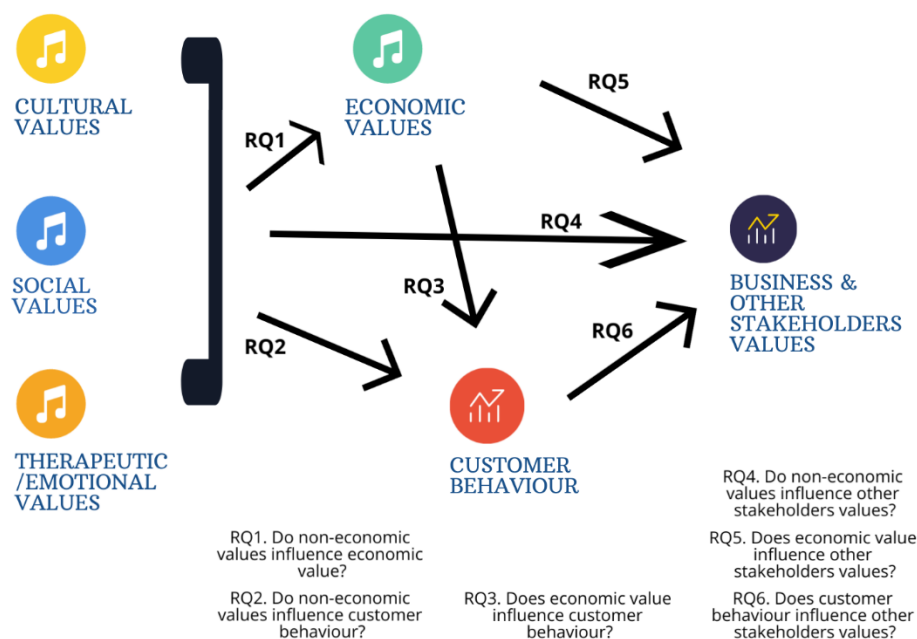 CULTURAL
VALUES
ECONOMIC
VALUES
RQ5
RQ1
SOCIAL
VALUES
RQ4
RQ3
BUSINESS &
OTHER
STAKEHOLDERS
VALUES
RQ2
RQ6
THERAPEUTIC
/EMOTIONAL
VALUES
CUSTOMER
BEHAVIOUR
RQ1. Do non-economic
values influence economic
value?
RQ2. Do non-economic
values influence customer
behaviour?
RQ3. Does economic value
influence customer
behaviour?
RQ4. Do non-economic
values influence other
stakeholders values?
RQ5. Does economic value
influence other
stakeholders values?
RQ6. Does customer
behaviour influence other
stakeholders values?